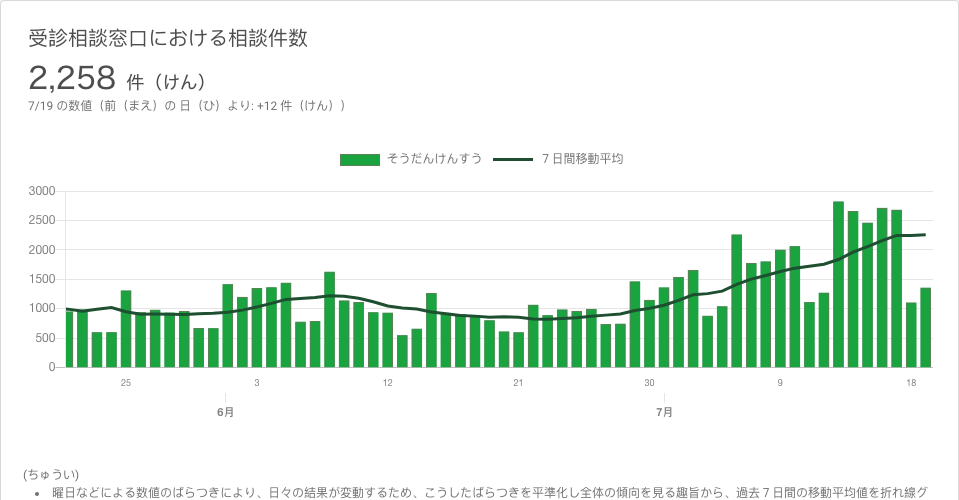 受診相談窓口における相談件数
2,258 件（けん）
7/19 の数値（前（まえ）の 日（ひ）より: +12 件（けん））
そうだんけんすう ７日間移動平均
3000
2500
2000
1500
1000
500
0
25 3 12 21 30 9 18
6月 7月
(ちゅうい)
• 曜日などによる数値のばらつきにより、日々の結果が変動するため、こうしたばらつきを平準化し全体の傾向を見る趣旨から、過去７日間の移動平均値を折れ線グ